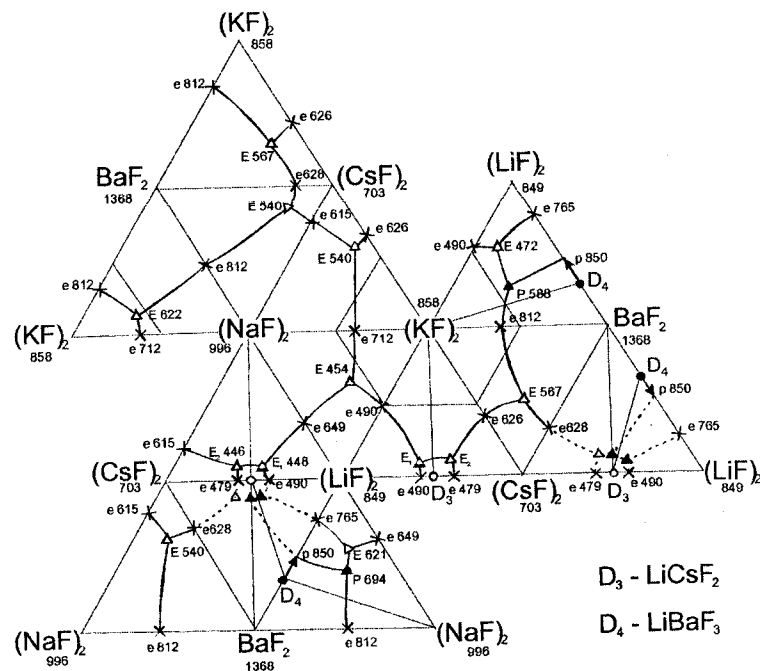 (KF)₂
858
e 812
e 626
E 567
BaF₂
1368
e628
(CsF)₂
703
E 540
e 615
e 626
E 540
e 812
e 812
E 622
(KF)₂
858
e 712
(NaF)₂
996
e 712
858
(KF)₂
(LiF)₂
849
e 765
e 490
E 472
p 850
D₄
P 588
e 812
BaF₂
1368
D₄
p 850
E 454
e 490
E 567
e 626
e628
e 765
e 649
e 615
E₂ 446
E₁ 448
E₁
E₂
(CsF)₂
703
e 479
e 490
(LiF)₂
849
e 490
D₃
e 479
(CsF)₂
703
e 479
D₃
e 490
(LiF)₂
849
e 615
e628
E 540
e 765
e 649
p 850
E 621
P 694
D₄
(NaF)₂
996
e 812
BaF₂
1368
e 812
(NaF)₂
996
D₃ - LiCsF₂
D₄ - LiBaF₃